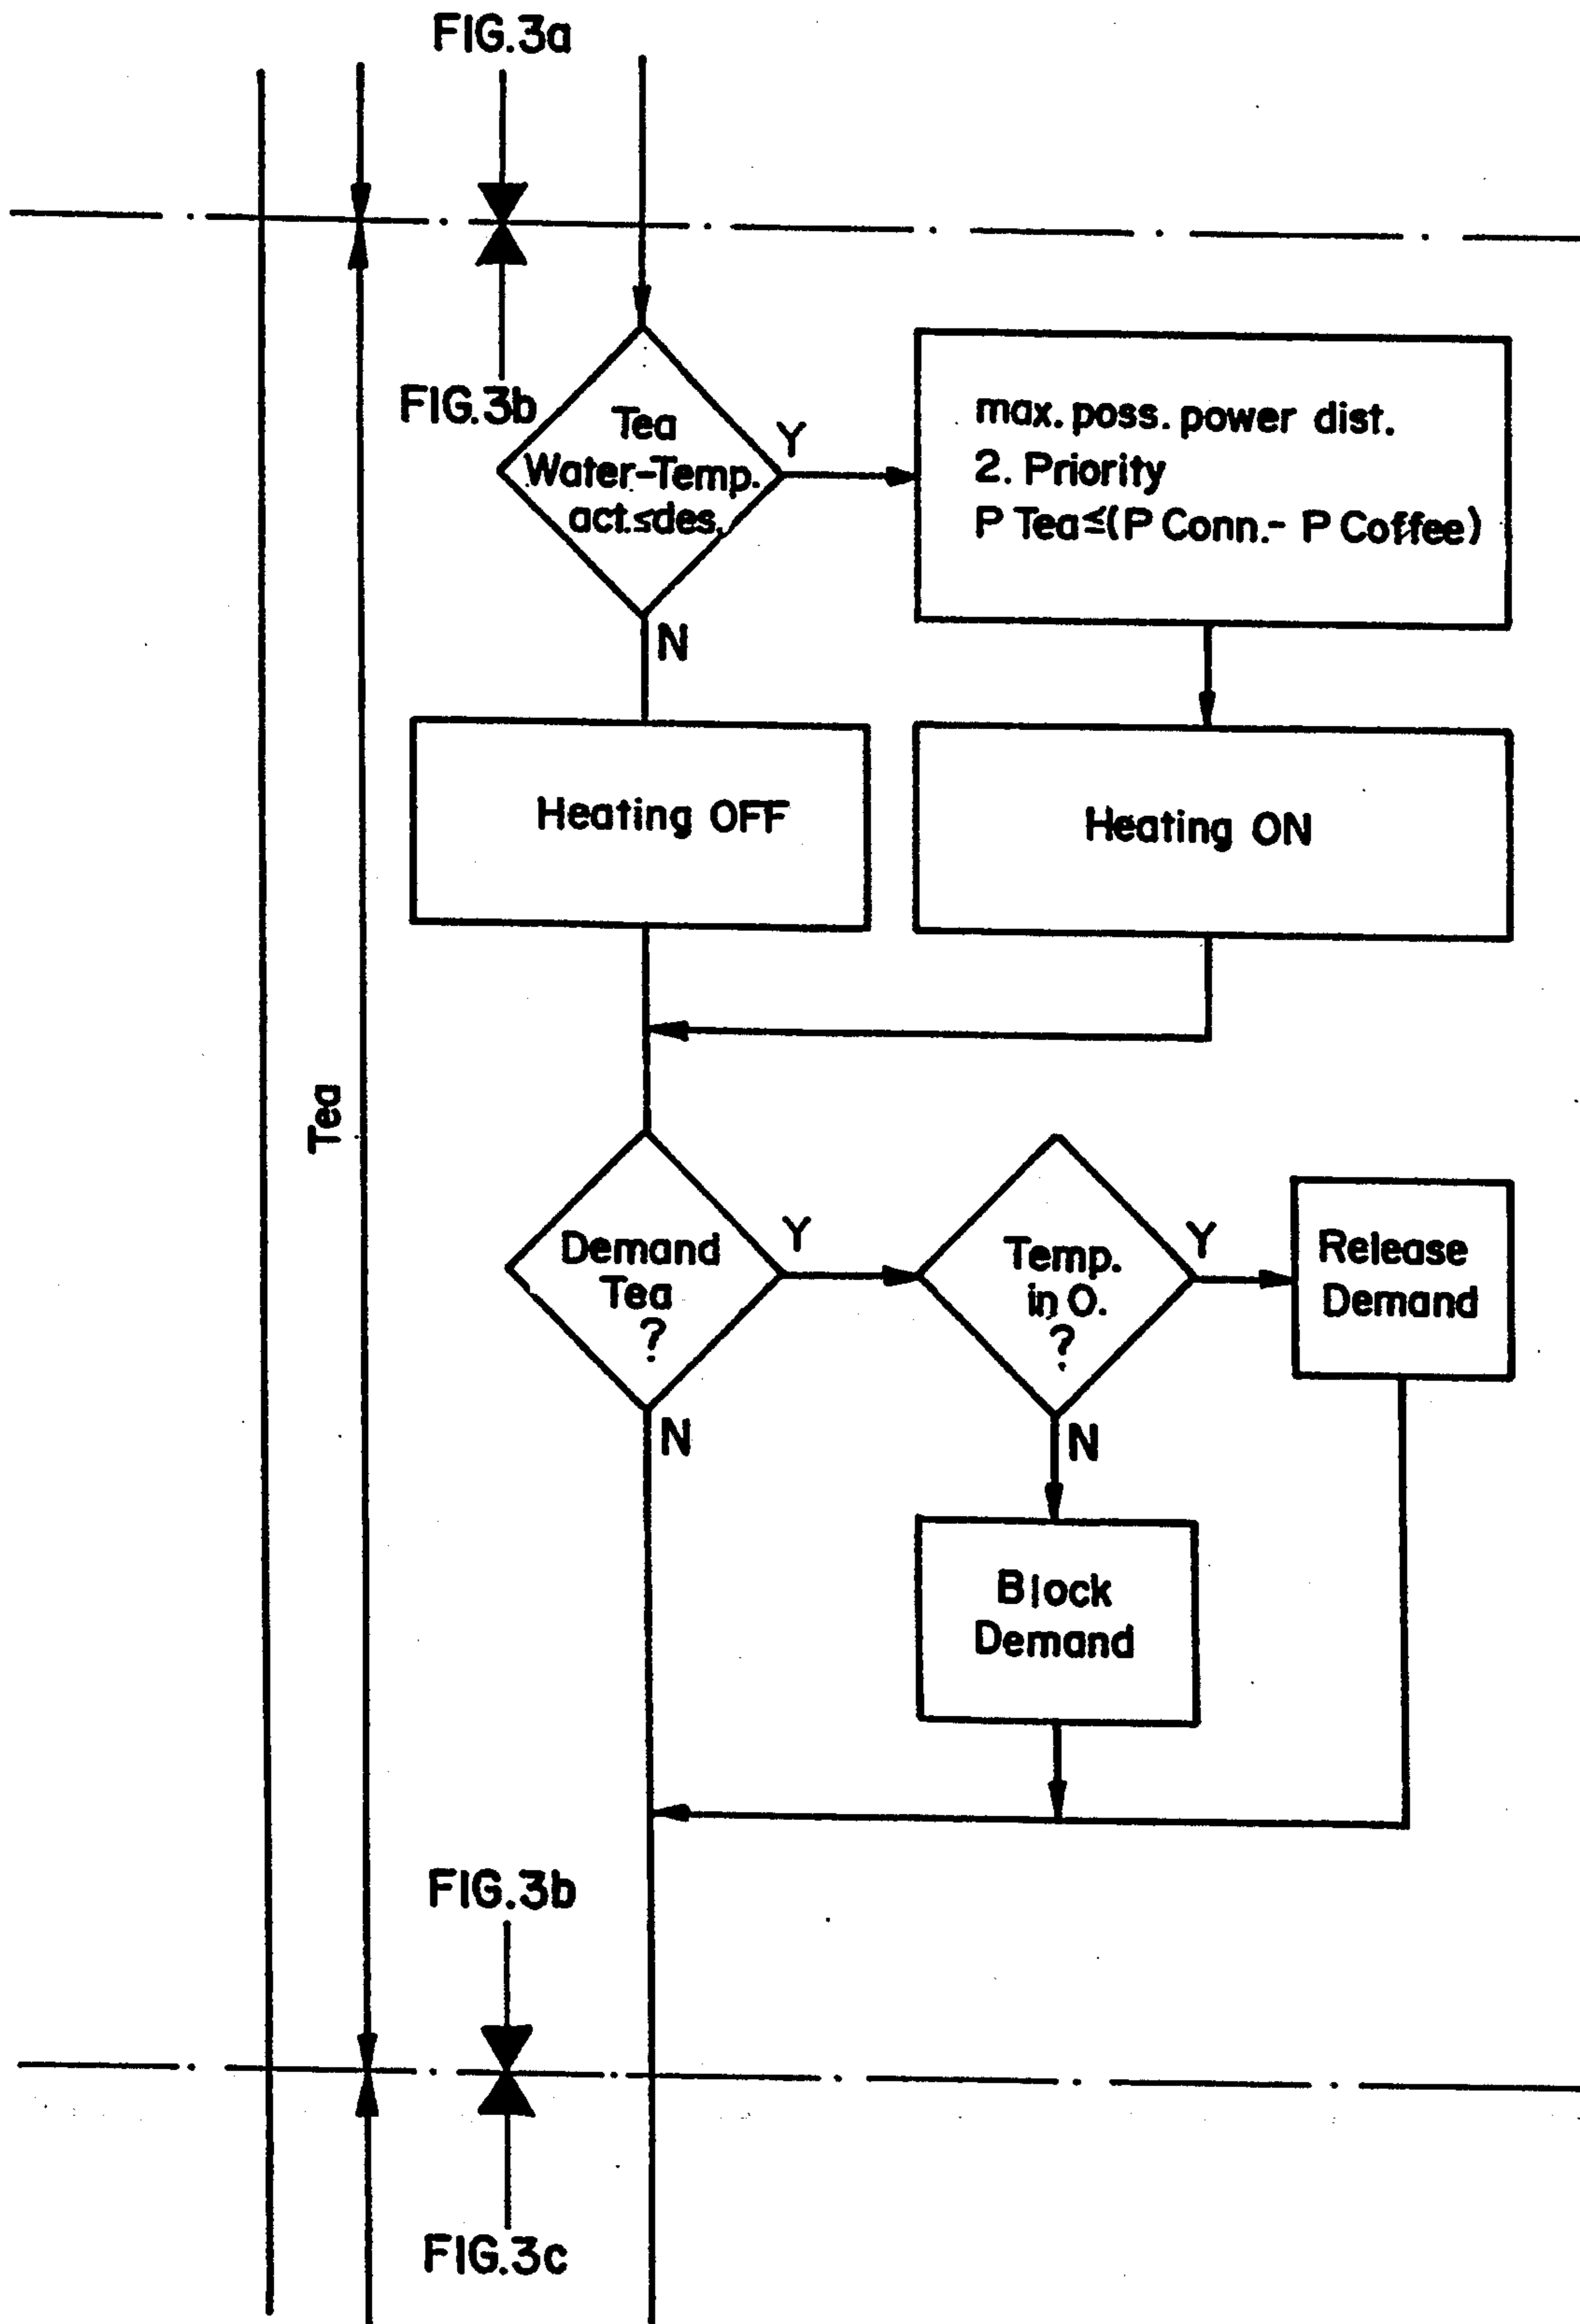 FIG.3a
FIG.3b
Tea
Water-Temp.
act.≤des.
Y
N
max. poss. power dist.
2. Priority
P Tea≤(P Conn.- P Coffee)
Heating OFF
Heating ON
Tea
Demand
Tea
?
Y
N
Temp.
in O.
?
Y
N
Release
Demand
Block
Demand
FIG.3b
FIG.3c